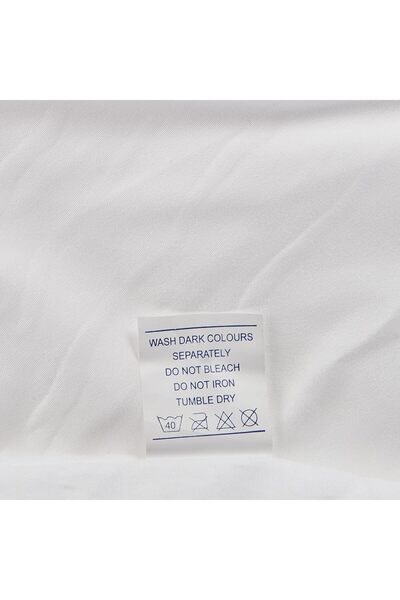 WASH DARK COLOURS
SEPARATELY
DO NOT BLEACH
DO NOT IRON
TUMBLE DRY
40